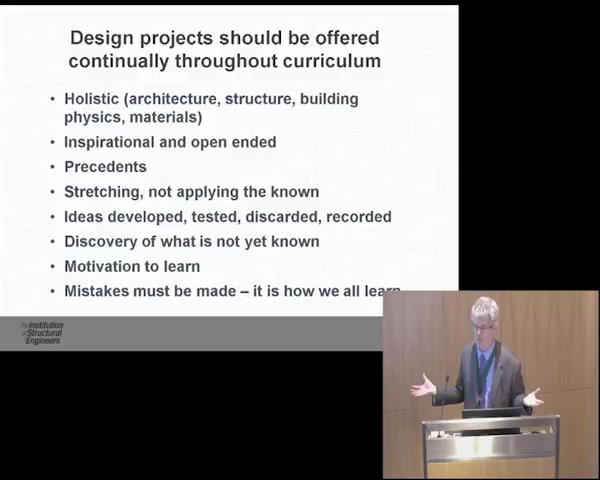 Design projects should be offered
continually throughout curriculum
• Holistic (architecture, structure, building
physics, materials)
• Inspirational and open ended
• Precedents
• Stretching, not applying the known
• Ideas developed, tested, discarded, recorded
• Discovery of what is not yet known
• Motivation to learn
• Mistakes must be made – it is how we all learn
The Institution
of Structural
Engineers